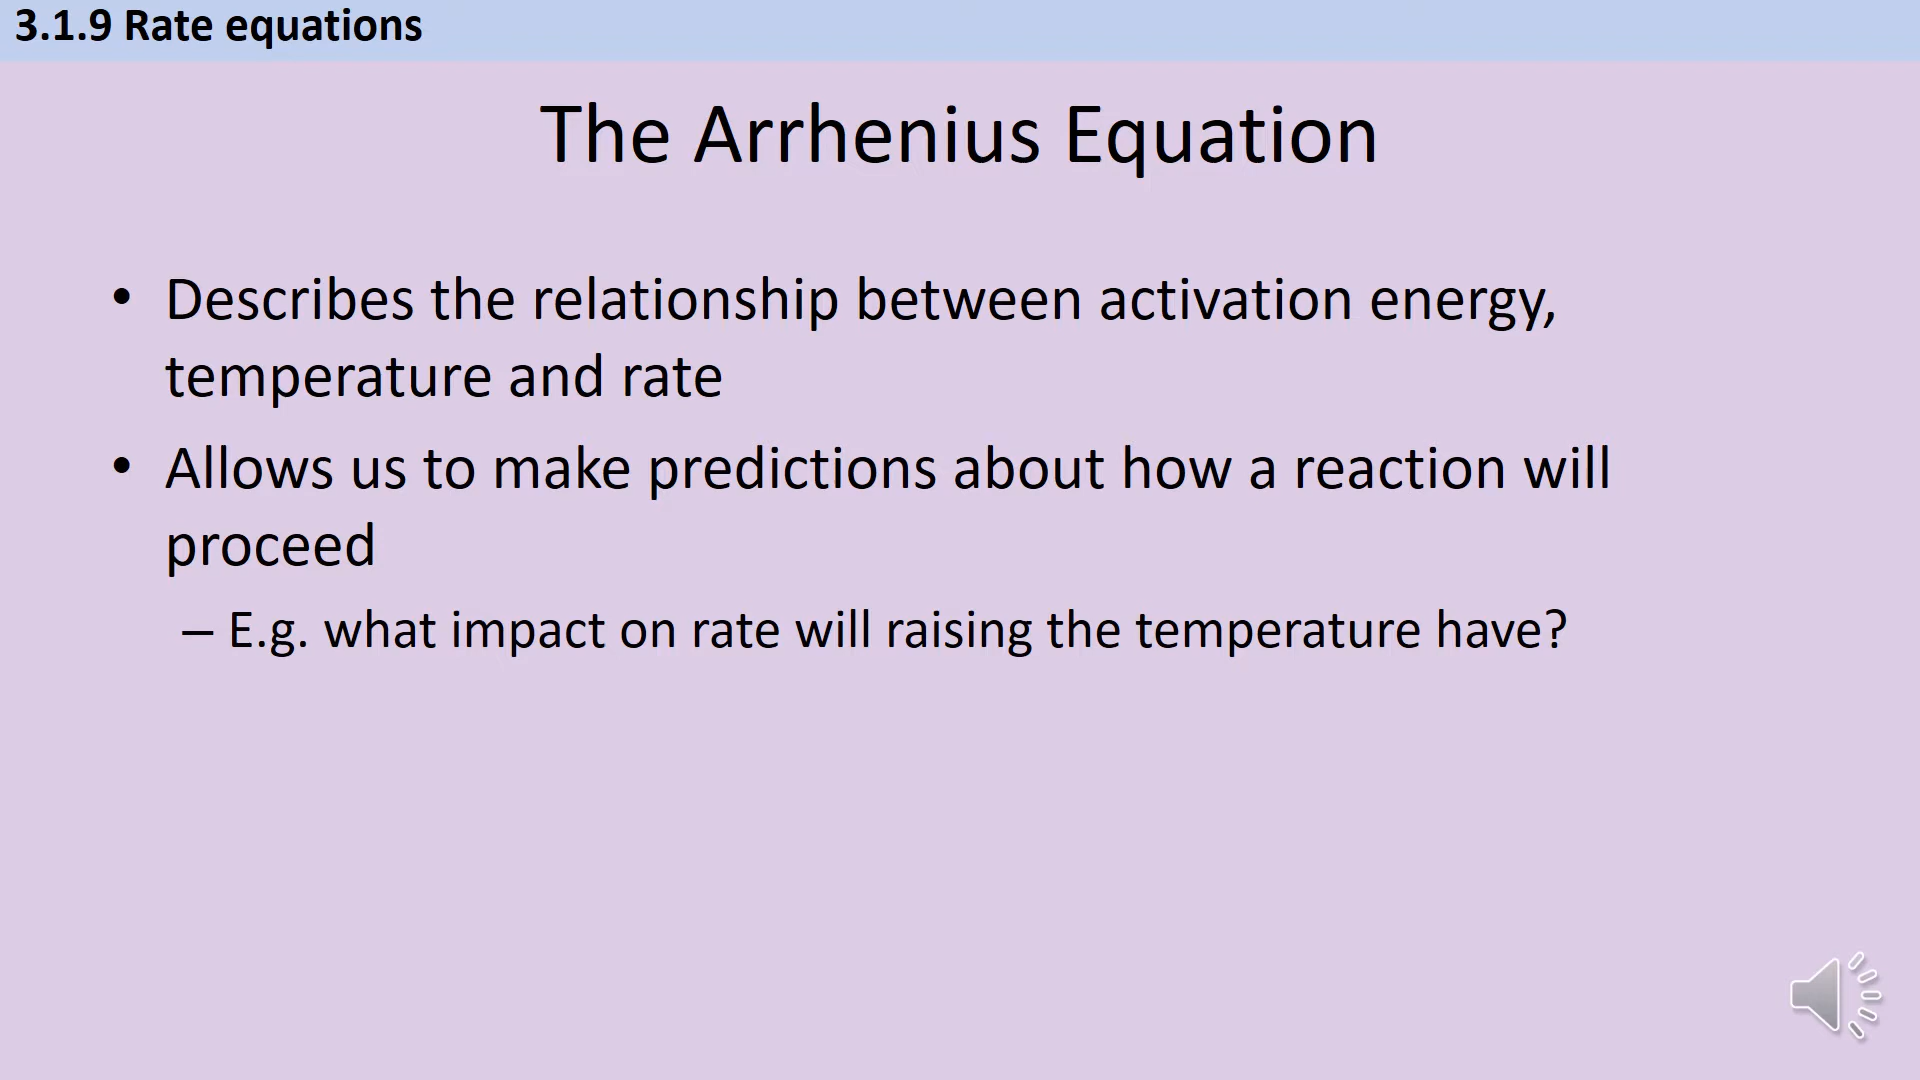 3.1.9 Rate equations
The Arrhenius Equation
• Describes the relationship between activation energy,
temperature and rate
• Allows us to make predictions about how a reaction will
proceed
– E.g. what impact on rate will raising the temperature have?